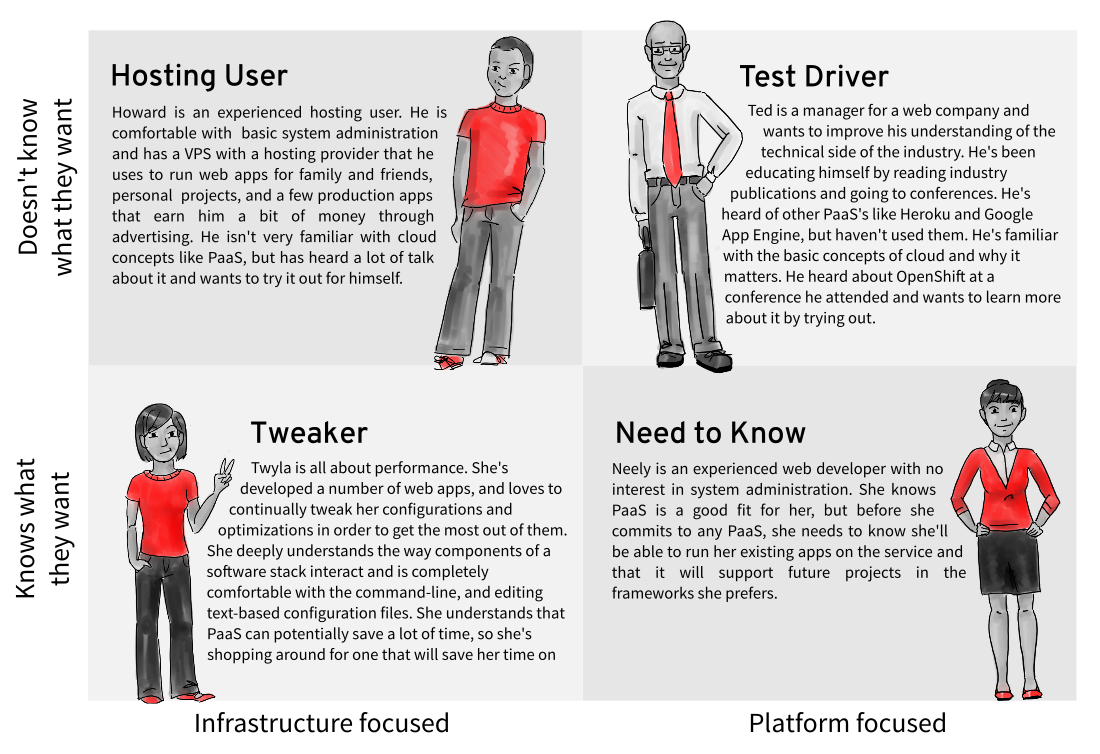 Doesn't know
what they want
Hosting User
Howard is an experienced hosting user. He is
comfortable with basic system administration
and has a VPS with a hosting provider that he
uses to run web apps for family and friends,
personal projects, and a few production apps
that earn him a bit of money through
advertising. He isn't very familiar with cloud
concepts like PaaS, but has heard a lot of talk
about it and wants to try it out for himself.
Test Driver
Ted is a manager for a web company and
wants to improve his understanding of the
technical side of the industry. He's been
educating himself by reading industry
publications and going to conferences. He's
heard of other PaaS's like Heroku and Google
App Engine, but haven't used them. He's familiar
with the basic concepts of cloud and why it
matters. He heard about OpenShift at a
conference he attended and wants to learn more
about it by trying out.
Knows what
they want
Tweaker
Twyla is all about performance. She's
developed a number of web apps, and loves to
continually tweak her configurations and
optimizations in order to get the most out of them.
She deeply understands the way components of a
software stack interact and is completely
comfortable with the command-line, and editing
text-based configuration files. She understands that
PaaS can potentially save a lot of time, so she's
shopping around for one that will save her time on
Need to Know
Neely is an experienced web developer with no
interest in system administration. She knows
PaaS is a good fit for her, but before she
commits to any PaaS, she needs to know she'll
be able to run her existing apps on the service and
that it will support future projects in the
frameworks she prefers.
Infrastructure focused
Platform focused